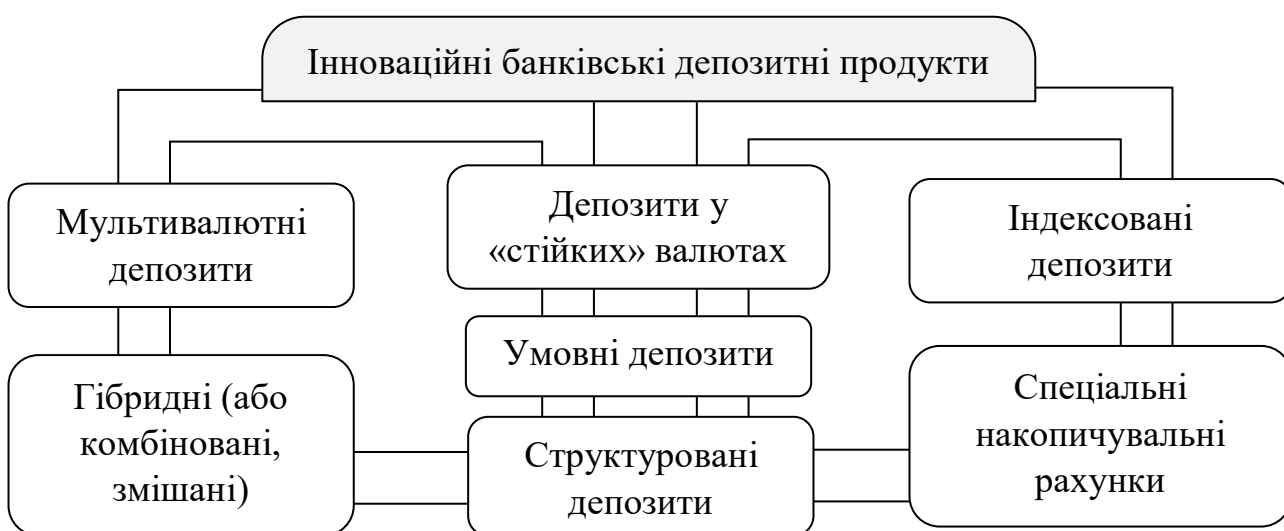 Інноваційні банківські депозитні продукти
Мультивалютні
депозити
Депозити у
«стійких» валютах
Індексовані
депозити
Умовні депозити
Гібридні (або
комбіновані,
змішані)
Структуровані
депозити
Спеціальні
накопичувальні
рахунки